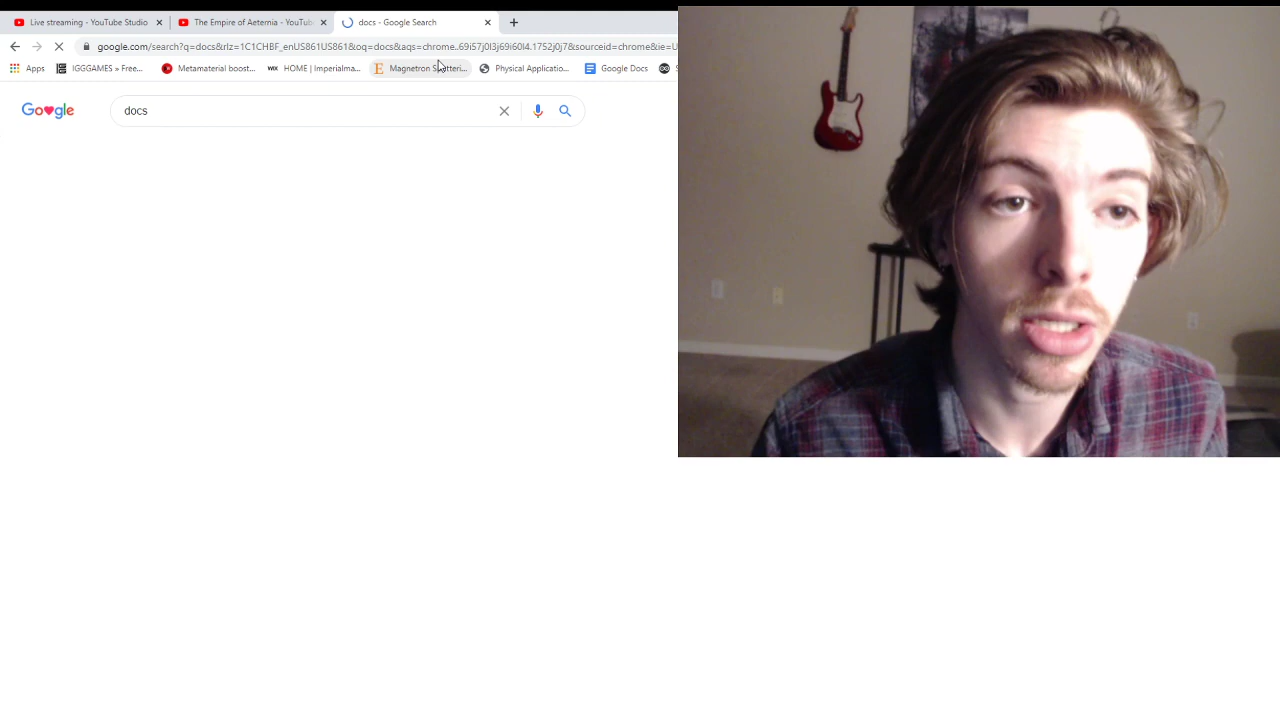 Live streaming - YouTube Studio
The Empire of Aeternia - YouTub
docs - Google Search
google.com/search?q=docs&rlz=1C1CHBF_enUS861US861&oq=docs&aqs=chrome..69i57j0l3j69i60l4.1752j0j7&sourceid=chrome&ie=U
Apps
IGGGAMES » Free...
Metamaterial boost...
WIX HOME | Imperialma...
E Magnetron Sputteri...
Physical Applicatio...
Google Docs
Google
docs